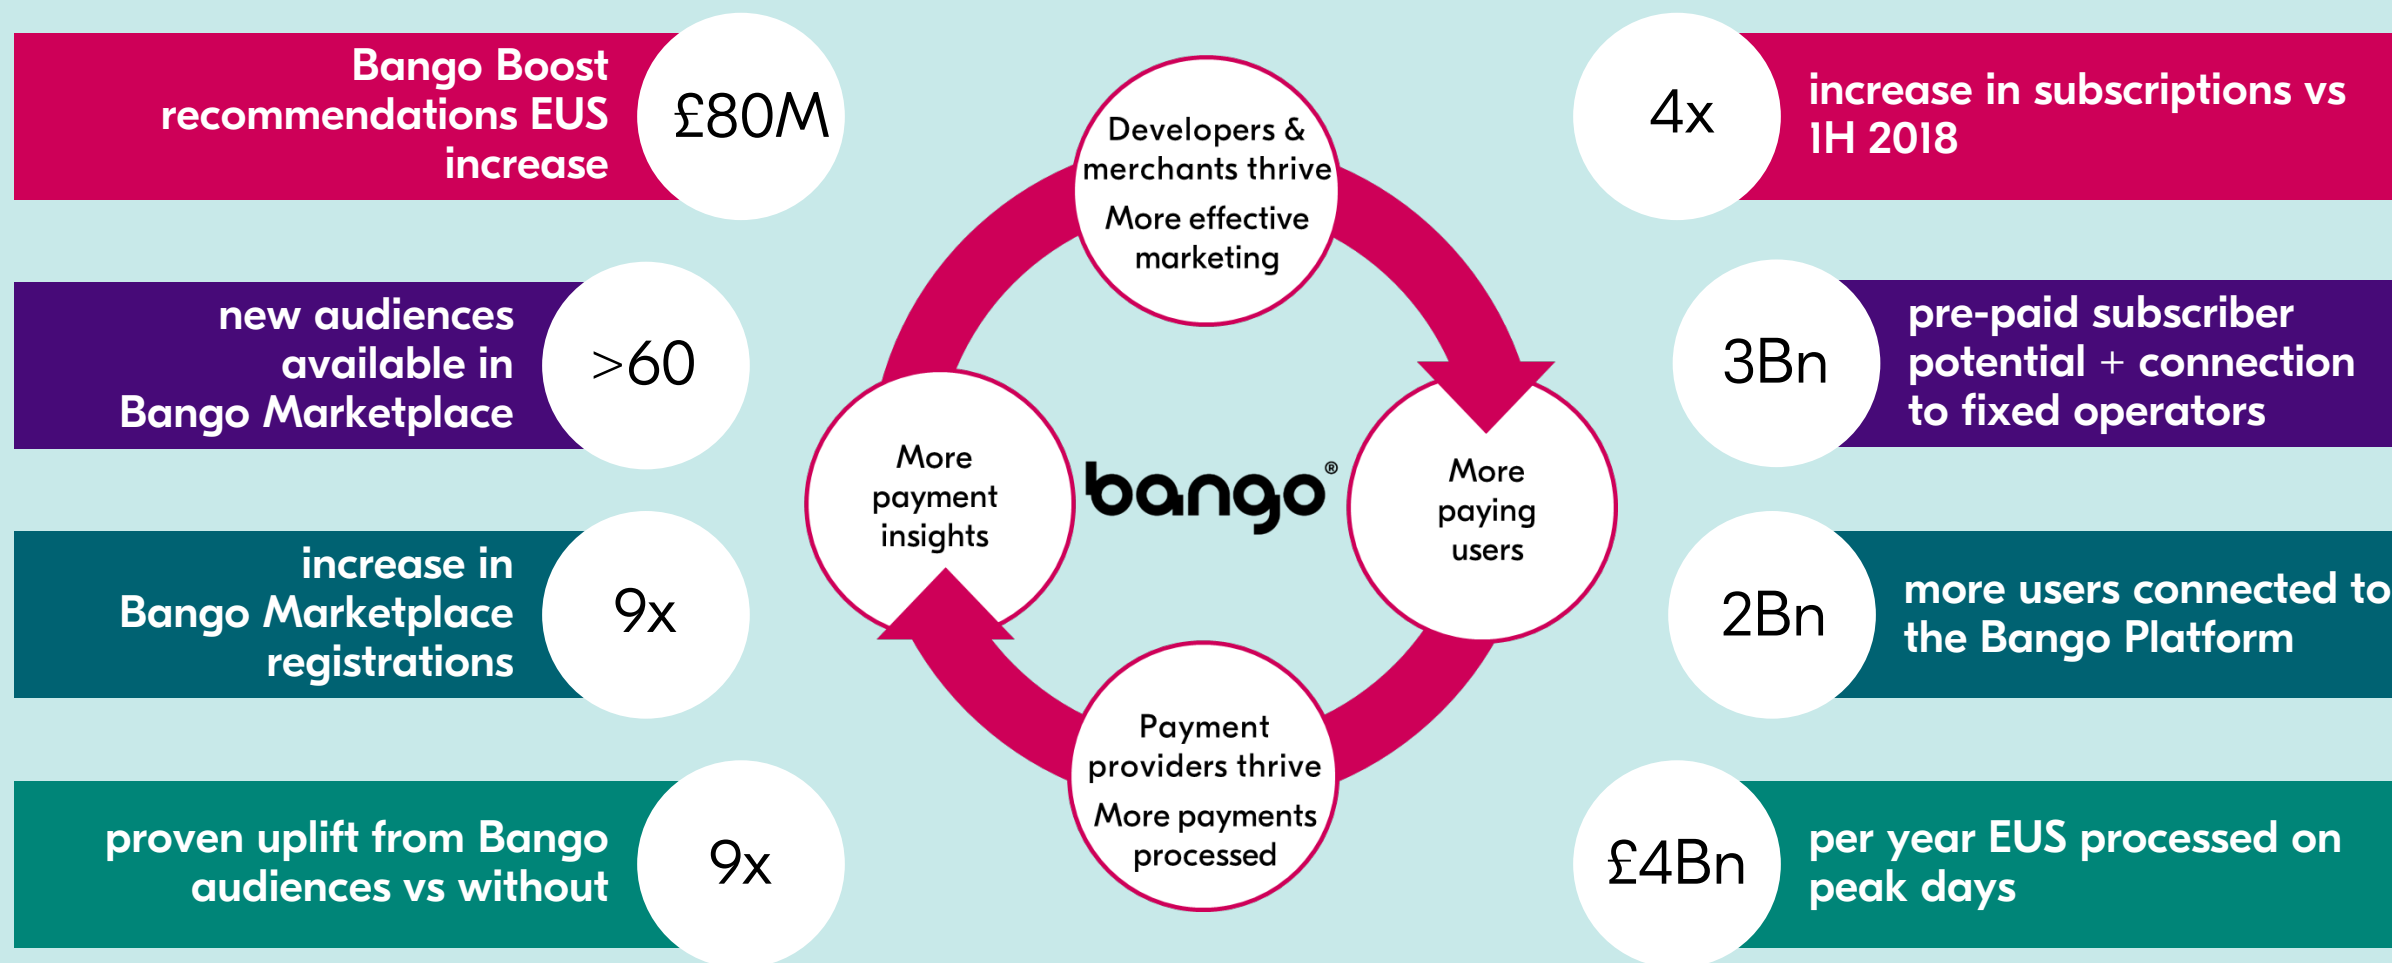 Bango Boost
recommendations EUS
increase
£80M
new audiences
available in
Bango Marketplace
>60
increase in
Bango Marketplace
registrations
9x
proven uplift from Bango
audiences vs without
9x
Developers &
merchants thrive
More effective
marketing
More
payment
insights
bango®
More
paying
users
Payment
providers thrive
More payments
processed
4x
increase in subscriptions vs
1H 2018
3Bn
pre-paid subscriber
potential + connection
to fixed operators
2Bn
more users connected to
the Bango Platform
£4Bn
per year EUS processed on
peak days